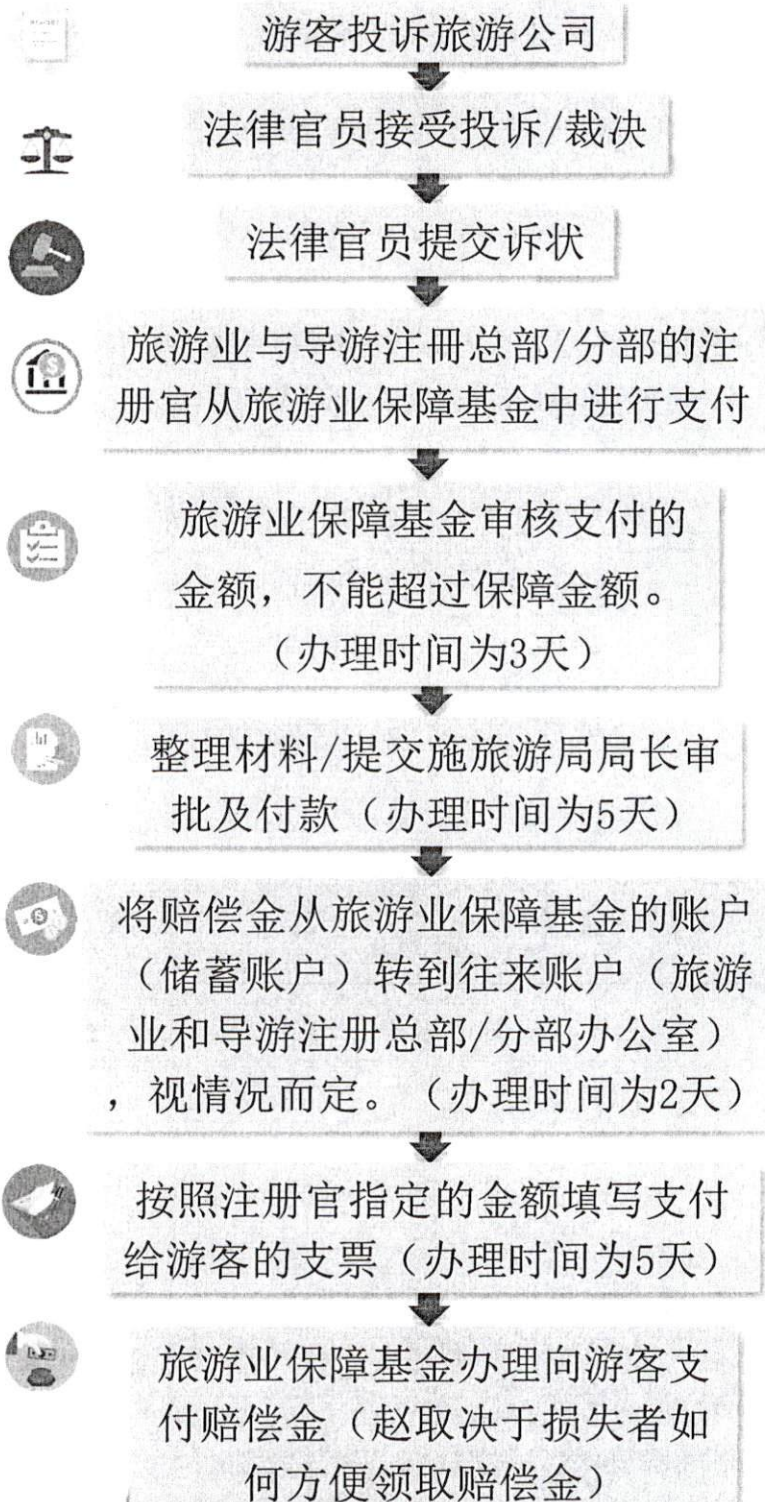 游客投诉旅游公司
法律官员接受投诉/裁决
法律官员提交诉状
旅游业与导游注冊总部/分部的注
册官从旅游业保障基金中进行支付
旅游业保障基金审核支付的
金额，不能超过保障金额。
（办理时间为3天）
整理材料/提交施旅游局局长审
批及付款（办理时间为5天）
将赔偿金从旅游业保障基金的账户
（储蓄账户）转到往来账户（旅游
业和导游注册总部/分部办公室）
，视情况而定。（办理时间为2天）
按照注册官指定的金额填写支付
给游客的支票（办理时间为5天）
旅游业保障基金办理向游客支
付赔偿金（赵取决于损失者如
何方便领取赔偿金）